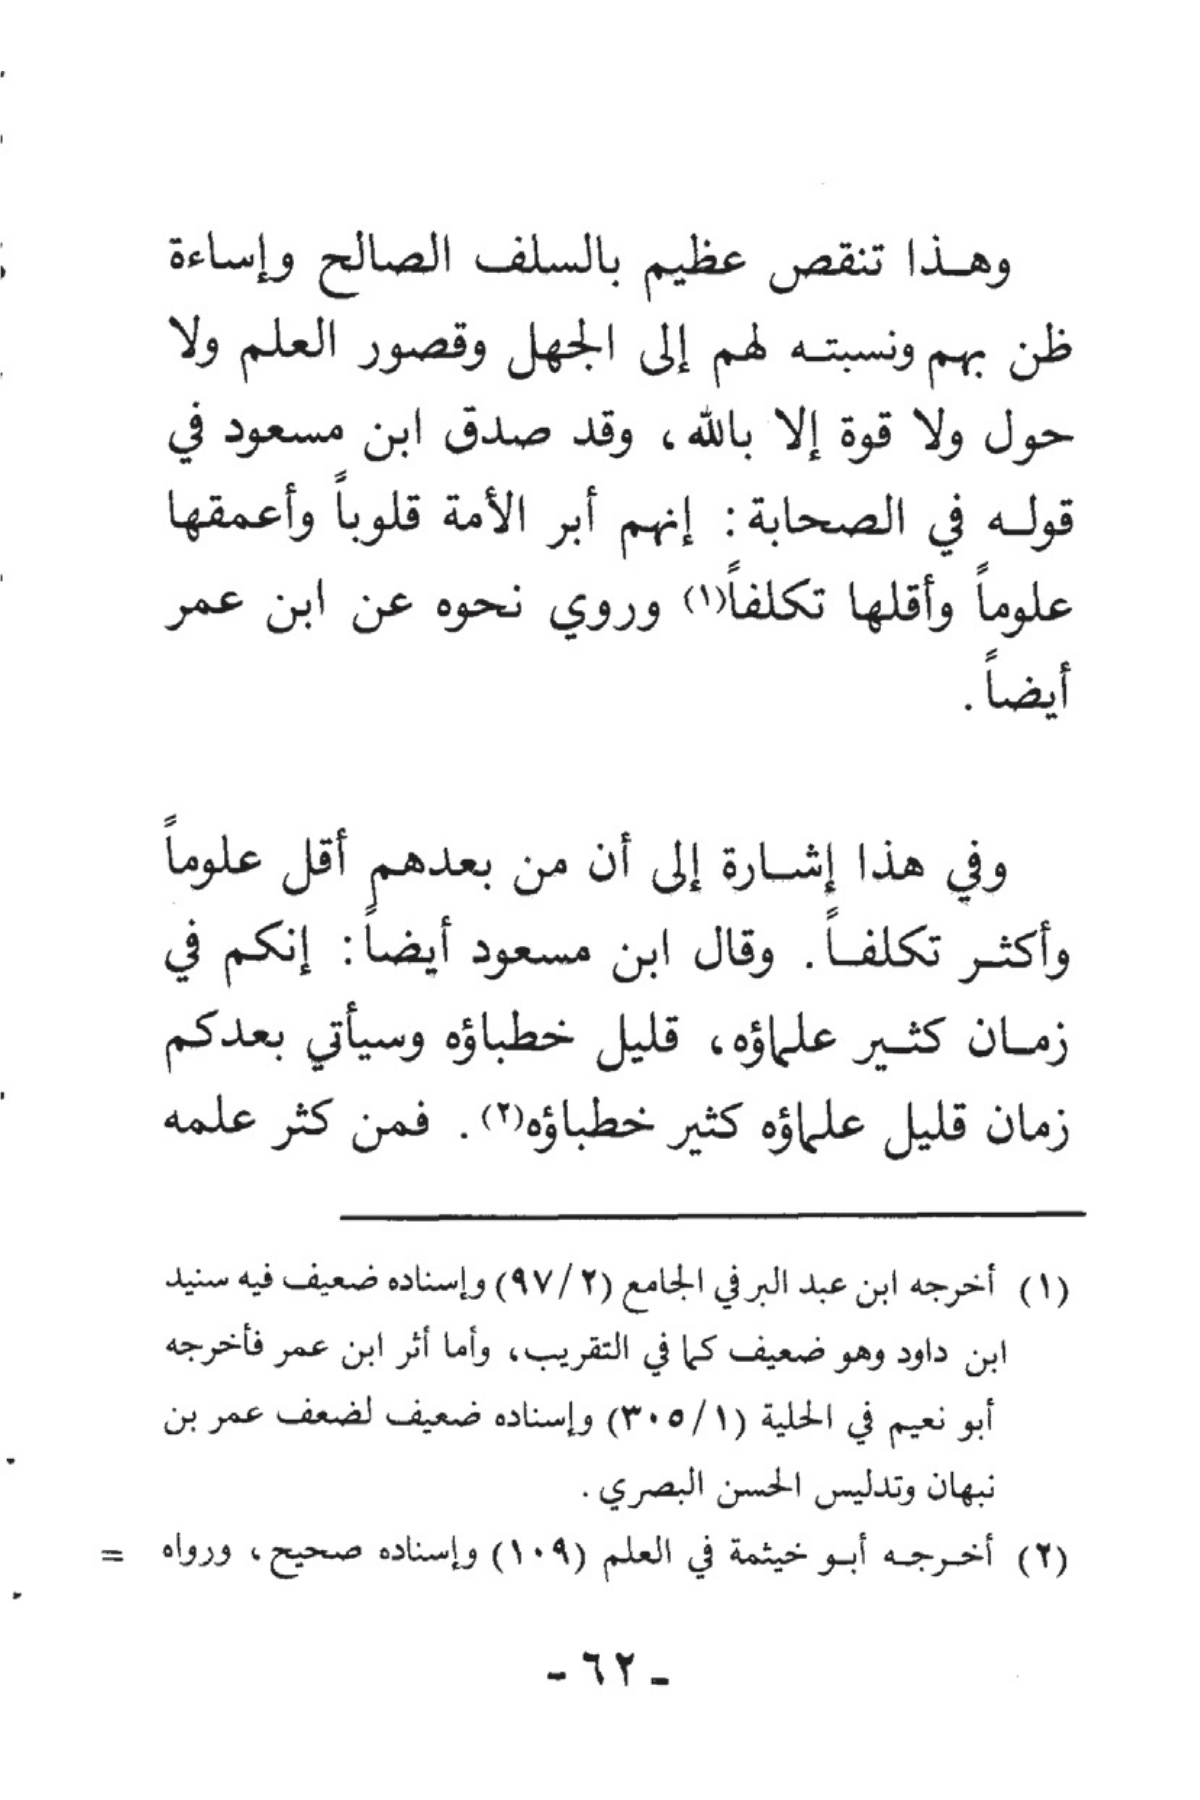 وهـذا تنقص عظيم بالسلف الصالح وإساءة
ظن بهم ونسبتـه لهم إلى الجهل وقصور العلم ولا
حول ولا قوة إلا بالله، وقد صدق ابن مسعود في
قولـه في الصحابة: إنهم أبر الأمة قلوباً وأعمقها
علوماً وأقلها تكلفاً(١) وروي نحوه عن ابن عمر
أيضاً.
وفي هذا إشـارة إلى أن من بعدهم أقل علوماً
وأكثـر تكلفـاً. وقال ابن مسعود أيضاً: إنكم في
زمـان كثـير علماؤه، قليل خطباؤه وسيأتي بعدكم
زمان قليل علماؤه كثير خطباؤه(٢). فمن كثر علمه
(١) أخرجه ابن عبد البر في الجامع (٩٧/٢) وإسناده ضعيف فيه سنيد
ابن داود وهو ضعيف كما في التقريب، وأما أثر ابن عمر فأخرجه
أبو نعيم في الحلية (٣٠٥/١) وإسناده ضعيف لضعف عمر بن
نبهان وتدليس الحسن البصري.
(٢) أخـرجـه أبـو خيثمة في العلم (١٠٩) وإسناده صحيح، ورواه =
- ٦٢ -